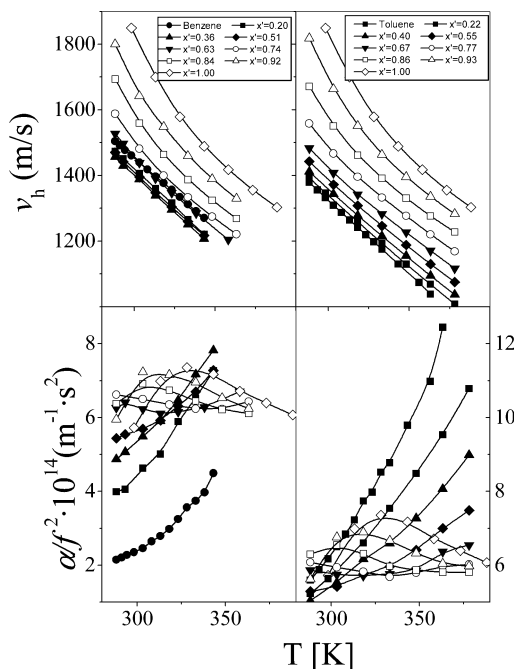 1800
1600
1400
1200
v_h (m/s)
Benzene x'=0.20
x'=0.36 x'=0.51
x'=0.63 x'=0.74
x'=0.84 x'=0.92
x'=1.00
Toluene x'=0.22
x'=0.40 x'=0.55
x'=0.67 x'=0.77
x'=0.86 x'=0.93
x'=1.00
8
6
4
2
α/f²·10¹⁴(m⁻¹·s²)
12
10
8
6
300 350 300 350
T [K]